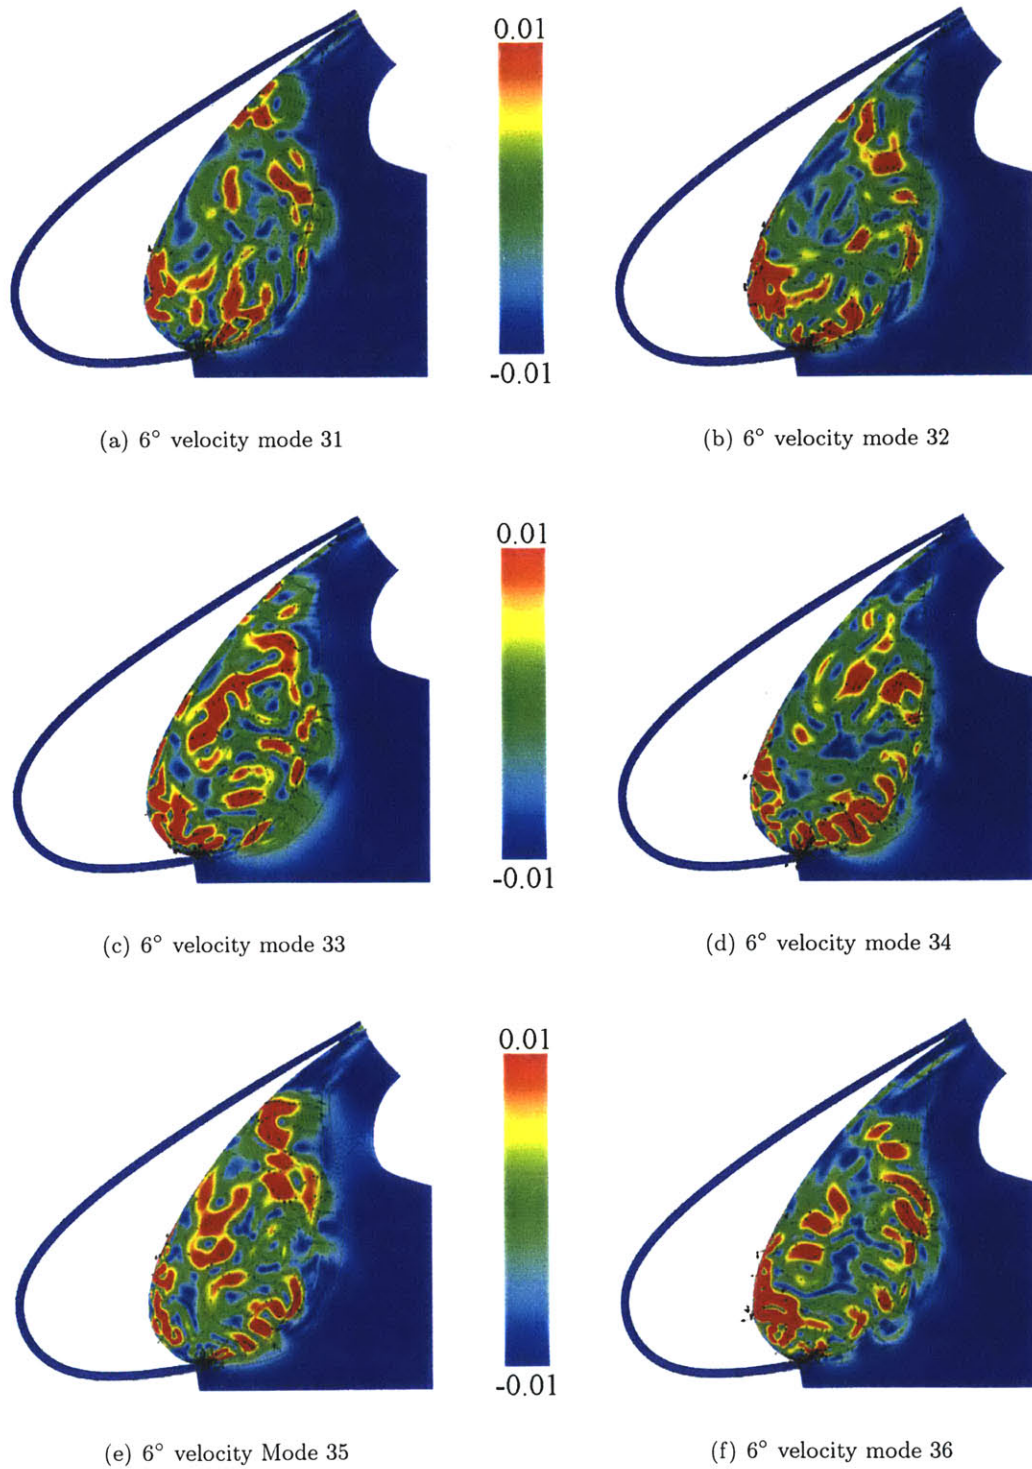 0.01
-0.01
(a) 6° velocity mode 31
(b) 6° velocity mode 32
0.01
-0.01
(c) 6° velocity mode 33
(d) 6° velocity mode 34
0.01
-0.01
(e) 6° velocity Mode 35
(f) 6° velocity mode 36